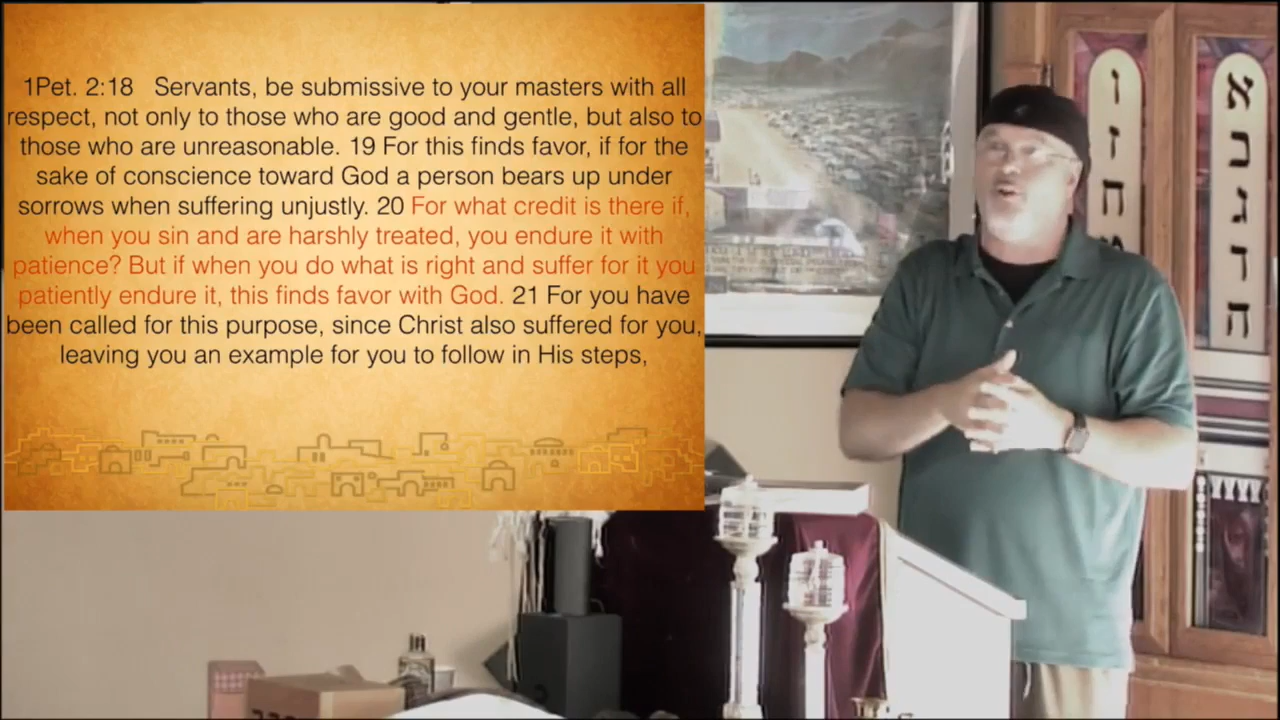 1Pet. 2:18 Servants, be submissive to your masters with all
respect, not only to those who are good and gentle, but also to
those who are unreasonable. 19 For this finds favor, if for the
sake of conscience toward God a person bears up under
sorrows when suffering unjustly. 20 For what credit is there if,
when you sin and are harshly treated, you endure it with
patience? But if when you do what is right and suffer for it you
patiently endure it, this finds favor with God. 21 For you have
been called for this purpose, since Christ also suffered for you,
leaving you an example for you to follow in His steps,
ו
ז
ח
א
ב
ג
ד
ה